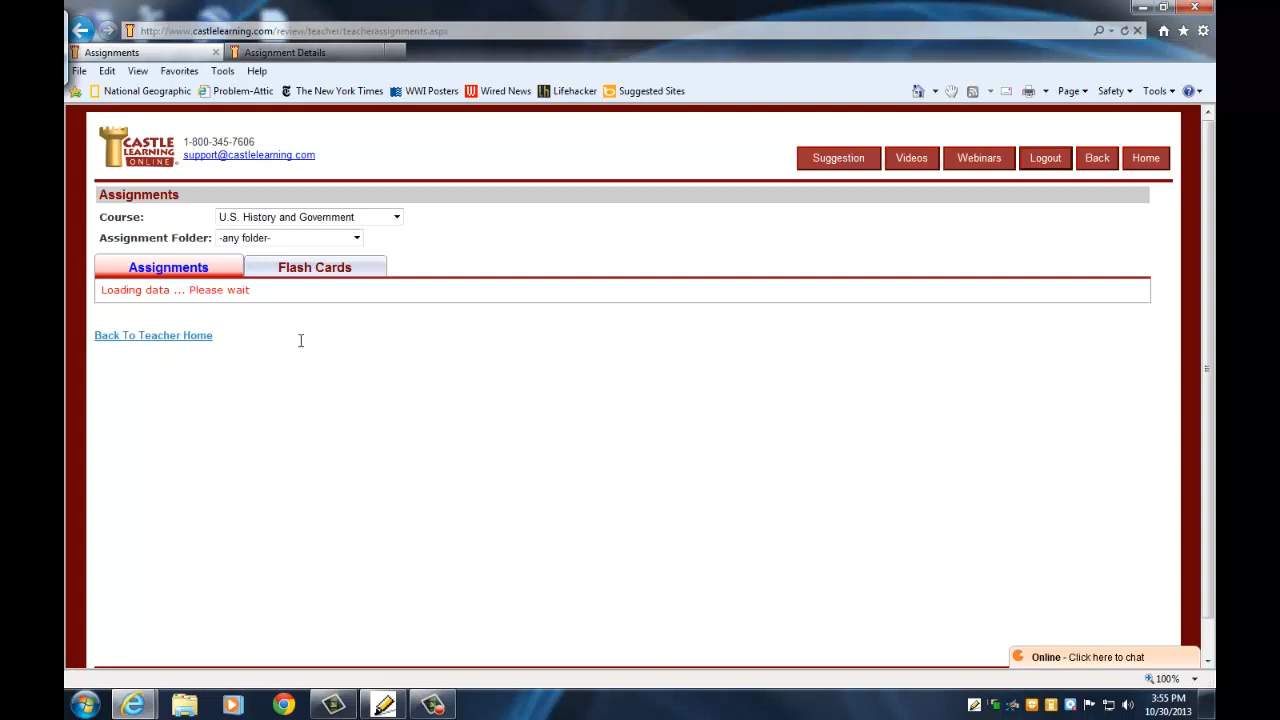 http://www.castlelearning.com/review/teacher/teacherassignments.aspx
Assignments
Assignment Details
File Edit View Favorites Tools Help
National Geographic Problem-Attic The New York Times WWI Posters Wired News Lifehacker Suggested Sites Page Safety Tools
CASTLE LEARNING ONLINE
1-800-345-7606
support@castlelearning.com
Suggestion Videos Webinars Logout Back Home
Assignments
Course: U.S. History and Government
Assignment Folder: -any folder-
Assignments Flash Cards
Loading data ... Please wait
Back To Teacher Home
Online - Click here to chat
100%
3:55 PM
10/30/2013